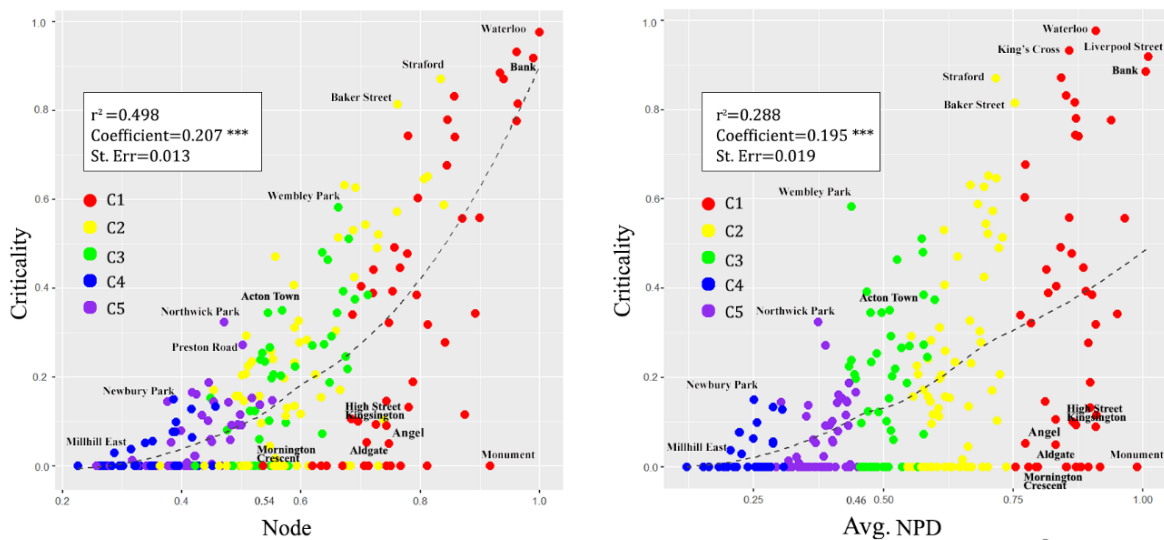 1.0
Waterloo
Bank
Straford
0.8
Baker Street
r² =0.498
Coefficient=0.207 ***
St. Err=0.013
0.6
Wembley Park
C1
C2
C3
C4
C5
Criticality
0.4
Acton Town
Northwick Park
Preston Road
0.2
Newbury Park
High Street
Kingsington
Angel
Millhill East
Mornington
Crescent
Aldgate
Monument
0.0
0.2
0.4
0.54
0.6
0.8
1.0
Node
1.0
Waterloo
Liverpool Street
King's Cross
Bank
Straford
0.8
Baker Street
r²=0.288
Coefficient=0.195 ***
St. Err=0.019
0.6
Wembley Park
C1
C2
C3
C4
C5
Criticality
0.4
Acton Town
Northwick Park
0.2
Newbury Park
High Street
Kingsington
Angel
Millhill East
Aldgate
Monument
0.0
Mornington
Crescent
0.25
0.46
0.50
0.75
1.00
Avg. NPD